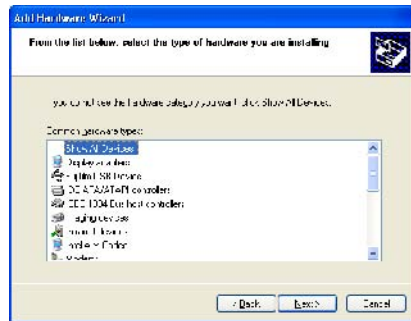 Add Hardware Wizard
From the list below, select the type of hardware you are installing
you do not see the hardware category you want, click Show All Devices.
Common hardware types:
Show All Devices
Display adapters
IDE ATA/ATAPI controllers
IEEE 1394 Bus host controllers
Imaging devices
Infrared devices
Modems
< Back
Next >
Cancel